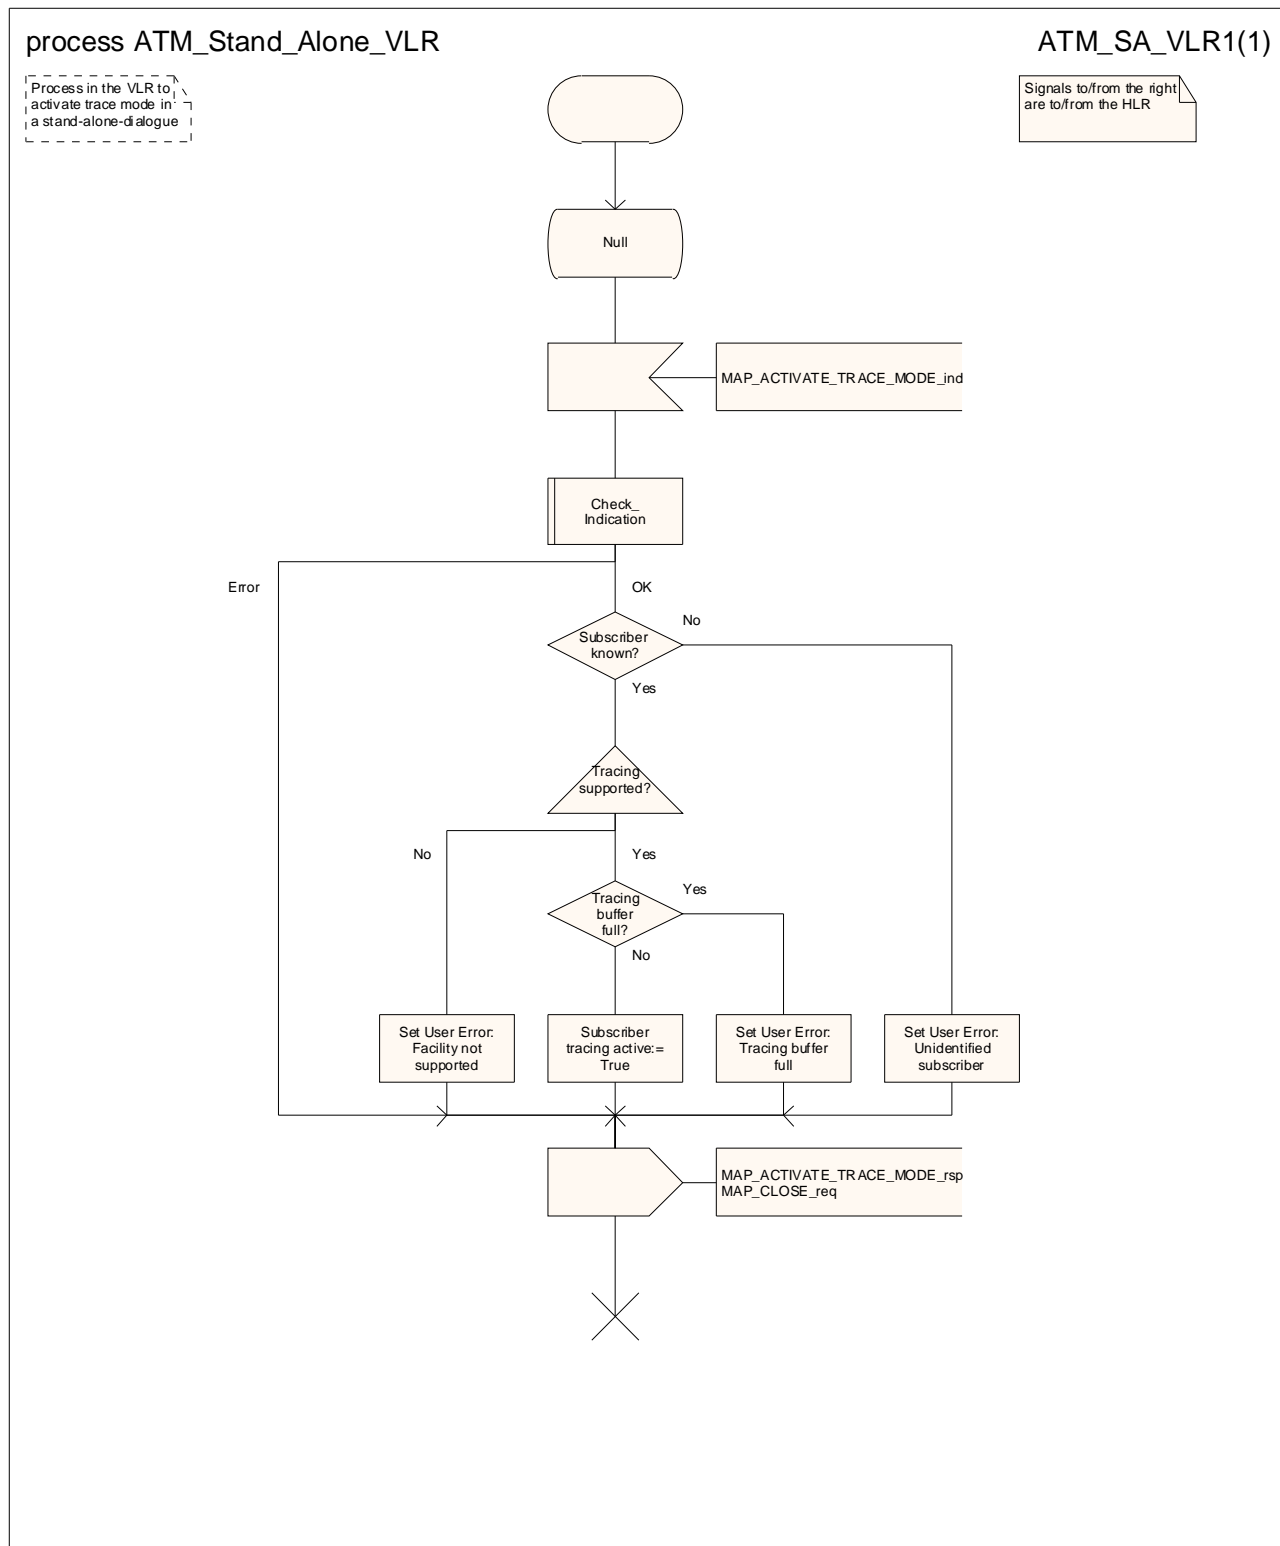 process ATM_Stand_Alone_VLR
ATM_SA_VLR1(1)
Process in the VLR to
activate trace mode in
a stand-alone-dialogue
Signals to/from the right
are to/from the HLR
Null
MAP_ACTIVATE_TRACE_MODE_ind
Check_
Indication
Error
OK
Subscriber
known?
No
Yes
Tracing
supported?
No
Yes
Tracing
buffer
full?
Yes
No
Set User Error:
Facility not
supported
Subscriber
tracing active:=
True
Set User Error:
Tracing buffer
full
Set User Error:
Unidentified
subscriber
MAP_ACTIVATE_TRACE_MODE_rsp
MAP_CLOSE_req